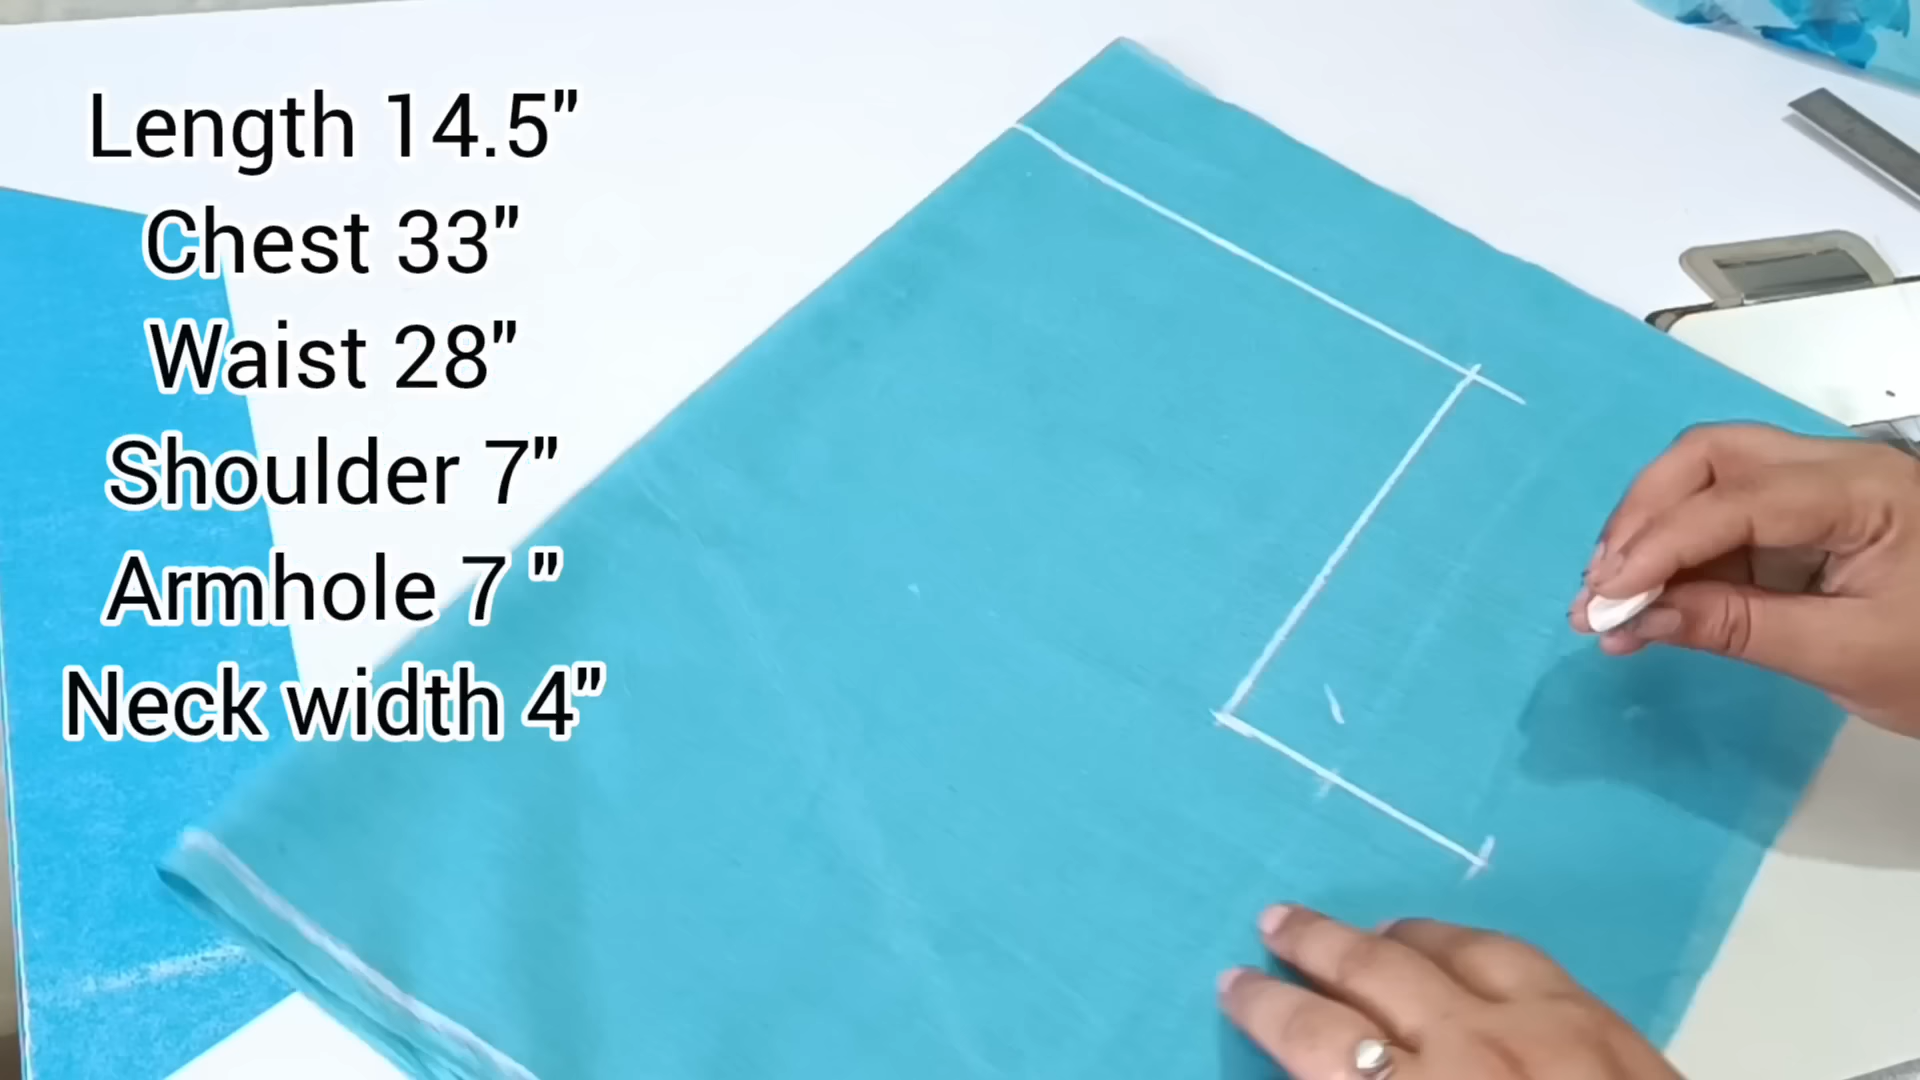 Length 14.5"
Chest 33"
Waist 28"
Shoulder 7"
Armhole 7 "
Neck width 4"